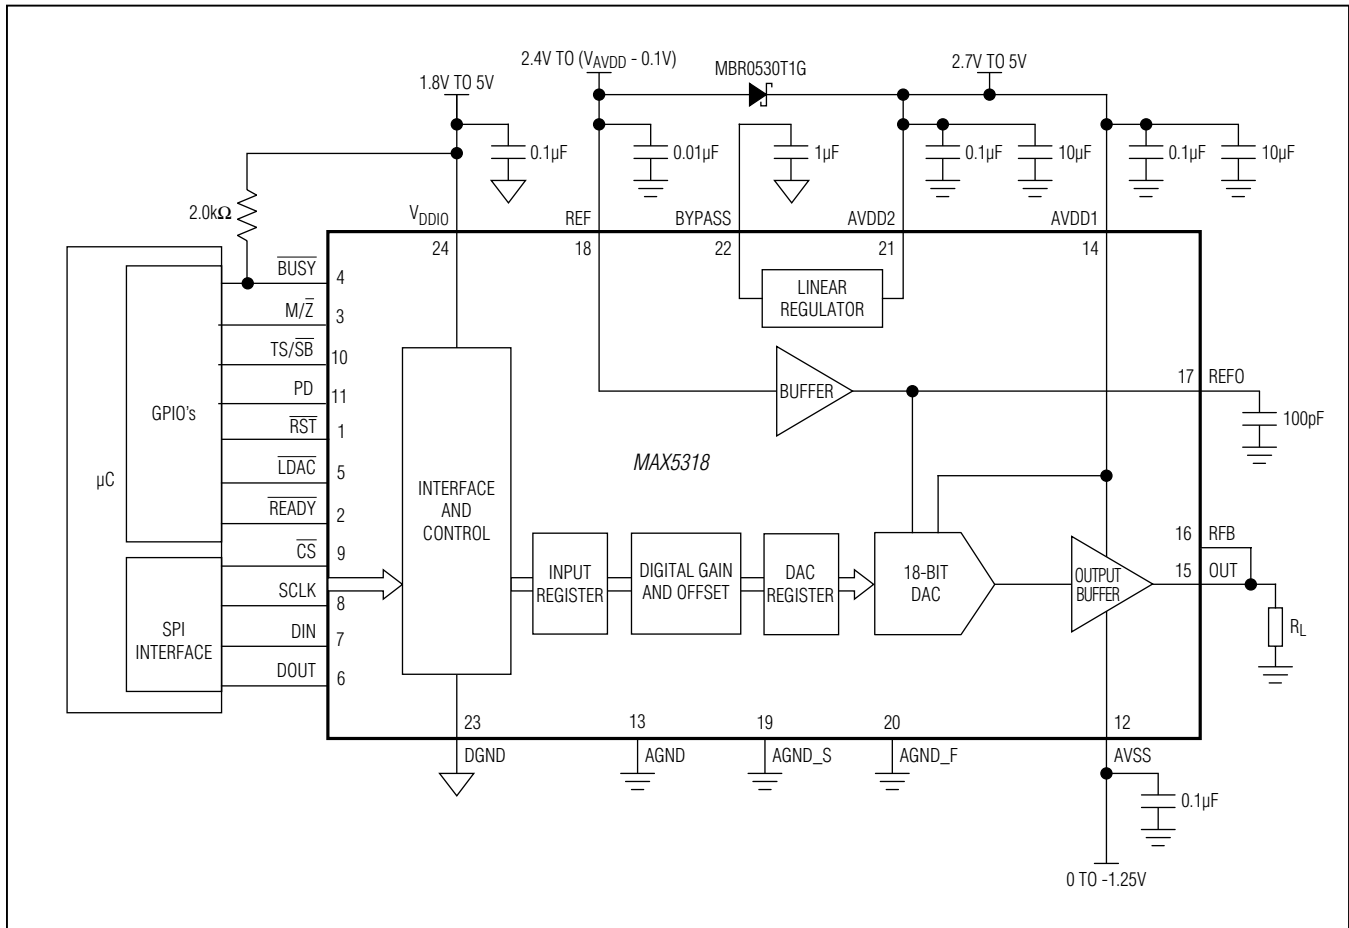 2.4V TO (VAVDD - 0.1V)
MBR0530T1G
2.7V TO 5V
1.8V TO 5V
0.1µF
0.01µF
1µF
0.1µF
10µF
0.1µF
10µF
2.0kΩ
VDDIO
REF
BYPASS
AVDD2
AVDD1
24
18
22
21
14
BUSY
4
M/Z
3
TS/SB
10
PD
11
RST
1
LDAC
5
READY
2
CS
9
SCLK
8
DIN
7
DOUT
6
GPIO's
µC
SPI
INTERFACE
LINEAR
REGULATOR
BUFFER
17
REFO
100pF
MAX5318
INTERFACE
AND
CONTROL
INPUT
REGISTER
DIGITAL GAIN
AND OFFSET
DAC
REGISTER
18-BIT
DAC
OUTPUT
BUFFER
16
RFB
15
OUT
RL
23
13
19
20
12
DGND
AGND
AGND_S
AGND_F
AVSS
0.1µF
0 TO -1.25V